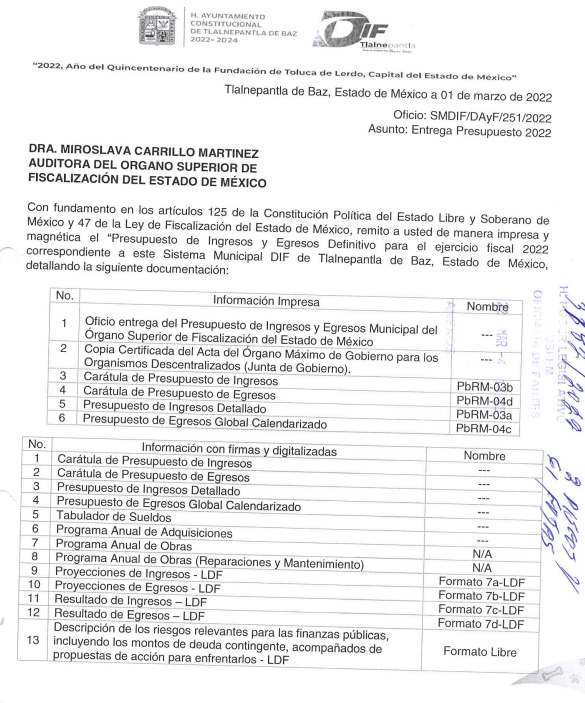 H. AYUNTAMIENTO
CONSTITUCIONAL
DE TLALNEPANTLA DE BAZ
2022- 2024
DIF
Tlalnepantla
“2022, Año del Quincentenario de la Fundación de Toluca de Lerdo, Capital del Estado de México”
Tlalnepantla de Baz, Estado de México a 01 de marzo de 2022
Oficio: SMDIF/DAyF/251/2022
Asunto: Entrega Presupuesto 2022
DRA. MIROSLAVA CARRILLO MARTINEZ
AUDITORA DEL ORGANO SUPERIOR DE
FISCALIZACIÓN DEL ESTADO DE MÉXICO
Con fundamento en los artículos 125 de la Constitución Política del Estado Libre y Soberano de
México y 47 de la Ley de Fiscalización del Estado de México, remito a usted de manera impresa y
magnética el “Presupuesto de Ingresos y Egresos Definitivo para el ejercicio fiscal 2022
correspondiente a este Sistema Municipal DIF de Tlalnepantla de Baz, Estado de México,
detallando la siguiente documentación:
No. Información Impresa Nombre
1 Oficio entrega del Presupuesto de Ingresos y Egresos Municipal del
Órgano Superior de Fiscalización del Estado de México ---
2 Copia Certificada del Acta del Órgano Máximo de Gobierno para los
Organismos Descentralizados (Junta de Gobierno). ---
3 Carátula de Presupuesto de Ingresos PbRM-03b
4 Carátula de Presupuesto de Egresos PbRM-04d
5 Presupuesto de Ingresos Detallado PbRM-03a
6 Presupuesto de Egresos Global Calendarizado PbRM-04c
No. Información con firmas y digitalizadas Nombre
1 Carátula de Presupuesto de Ingresos ---
2 Carátula de Presupuesto de Egresos ---
3 Presupuesto de Ingresos Detallado ---
4 Presupuesto de Egresos Global Calendarizado ---
5 Tabulador de Sueldos ---
6 Programa Anual de Adquisiciones ---
7 Programa Anual de Obras N/A
8 Programa Anual de Obras (Reparaciones y Mantenimiento) N/A
9 Proyecciones de Ingresos - LDF Formato 7a-LDF
10 Proyecciones de Egresos - LDF Formato 7b-LDF
11 Resultado de Ingresos – LDF Formato 7c-LDF
12 Resultado de Egresos – LDF Formato 7d-LDF
13 Descripción de los riesgos relevantes para las finanzas públicas,
incluyendo los montos de deuda contingente, acompañados de
propuestas de acción para enfrentarlos - LDF Formato Libre
OFICIALIA DE PARTES